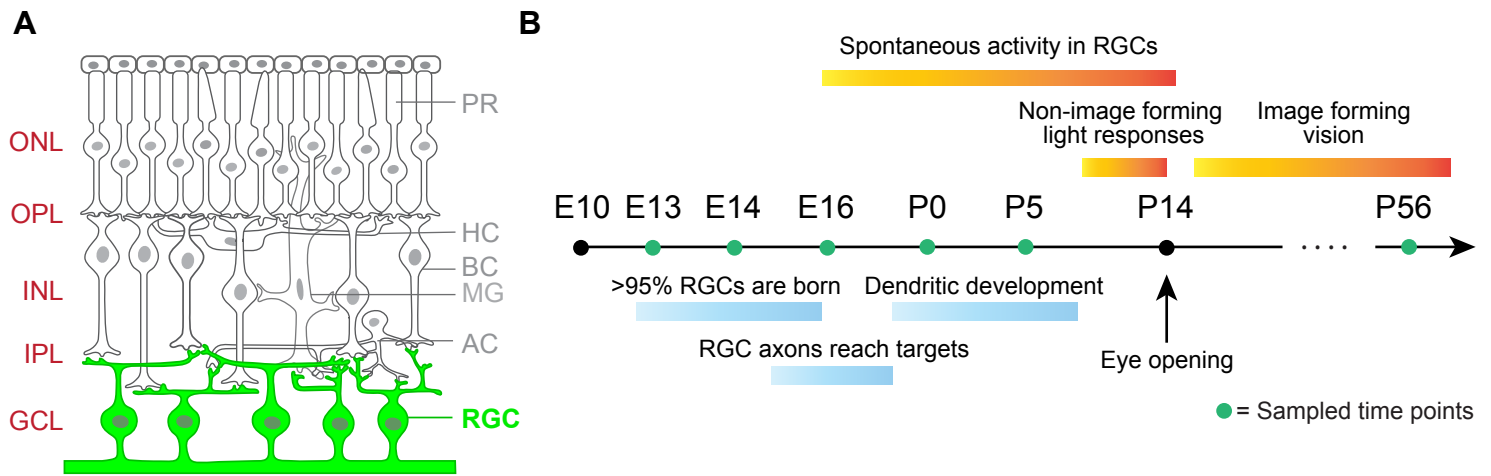 A
ONL
OPL
INL
IPL
GCL
PR
HC
BC
MG
AC
RGC
B
Spontaneous activity in RGCs
Non-image forming
light responses
Image forming
vision
E10 E13 E14 E16 P0 P5 P14 P56
>95% RGCs are born
Dendritic development
RGC axons reach targets
Eye opening
= Sampled time points